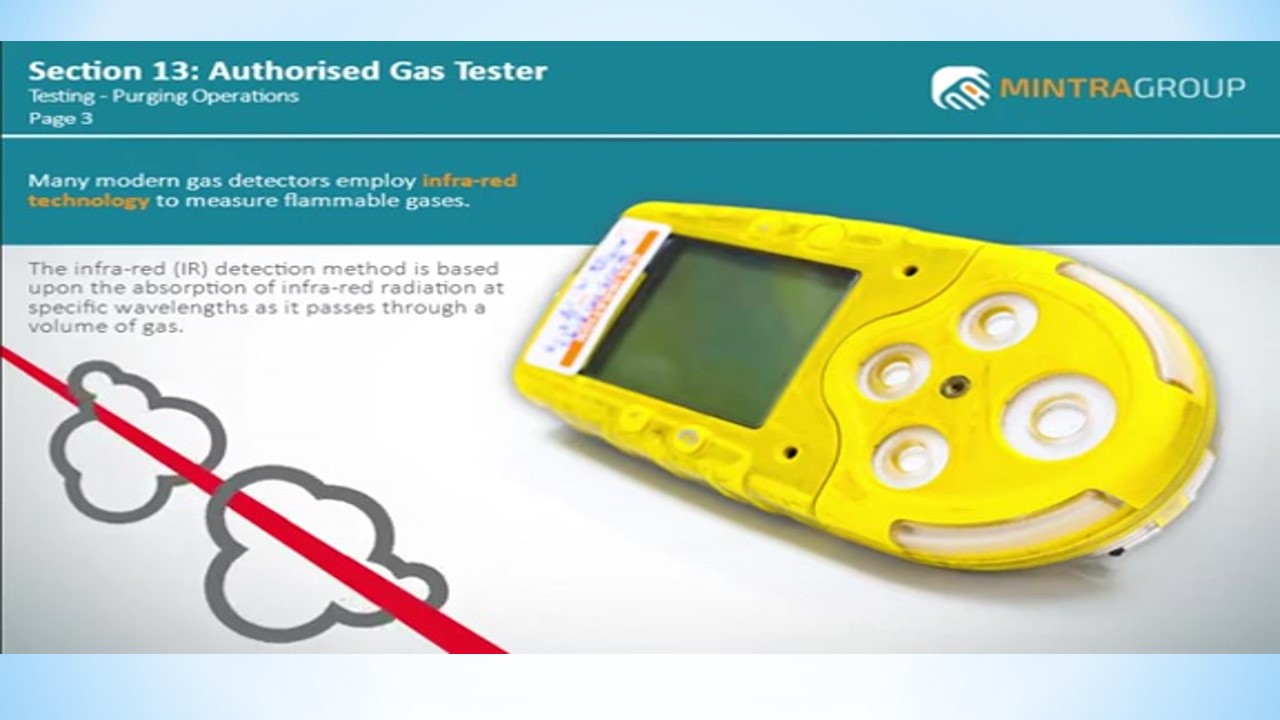 Section 13: Authorised Gas Tester
Testing - Purging Operations
Page 3
MINTRAGROUP
Many modern gas detectors employ infra-red
technology to measure flammable gases.
The infra-red (IR) detection method is based
upon the absorption of infra-red radiation at
specific wavelengths as it passes through a
volume of gas.